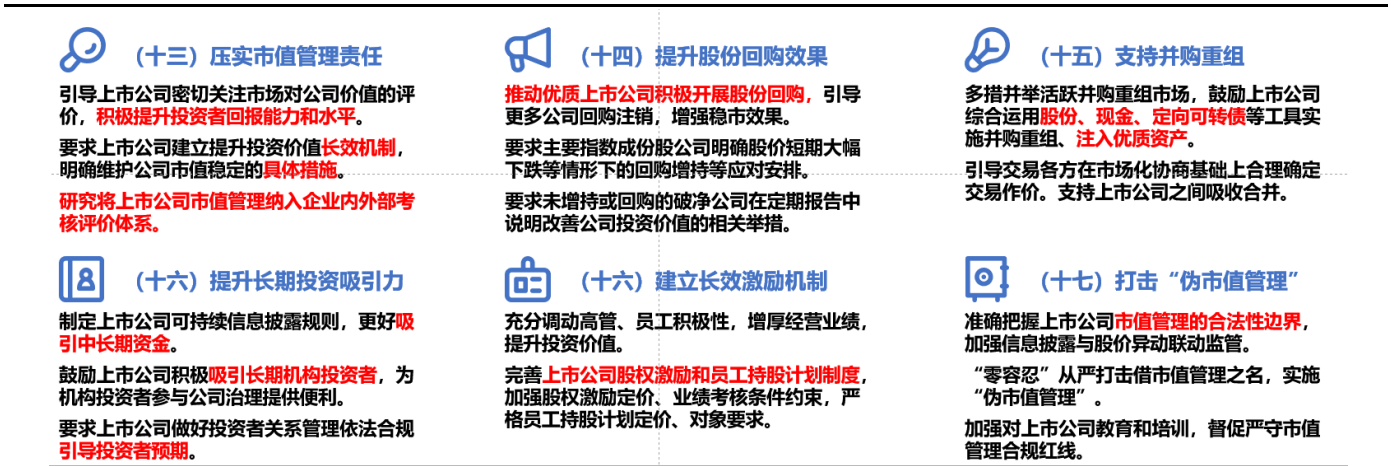 （十三）压实市值管理责任
引导上市公司密切关注市场对公司价值的评
价，积极提升投资者回报能力和水平。
要求上市公司建立提升投资价值长效机制，
明确维护公司市值稳定的具体措施。
研究将上市公司市值管理纳入企业内外部考
核评价体系。
（十四）提升股份回购效果
推动优质上市公司积极开展股份回购，引导
更多公司回购注销，增强稳市效果。
要求主要指数成份股公司明确股价短期大幅
下跌等情形下的回购增持等应对安排。
要求未增持或回购的破净公司在定期报告中
说明改善公司投资价值的相关举措。
（十五）支持并购重组
多措并举活跃并购重组市场，鼓励上市公司
综合运用股份、现金、定向可转债等工具实
施并购重组、注入优质资产。
引导交易各方在市场化协商基础上合理确定
交易作价。支持上市公司之间吸收合并。
（十六）提升长期投资吸引力
制定上市公司可持续信息披露规则，更好吸
引中长期资金。
鼓励上市公司积极吸引长期机构投资者，为
机构投资者参与公司治理提供便利。
要求上市公司做好投资者关系管理依法合规
引导投资者预期。
（十六）建立长效激励机制
充分调动高管、员工积极性，增厚经营业绩，
提升投资价值。
完善上市公司股权激励和员工持股计划制度，
加强股权激励定价、业绩考核条件约束，严
格员工持股计划定价、对象要求。
（十七）打击“伪市值管理”
准确把握上市公司市值管理的合法性边界，
加强信息披露与股价异动联动监管。
“零容忍”从严打击借市值管理之名，实施
“伪市值管理”。
加强对上市公司教育和培训，督促严守市值
管理合规红线。